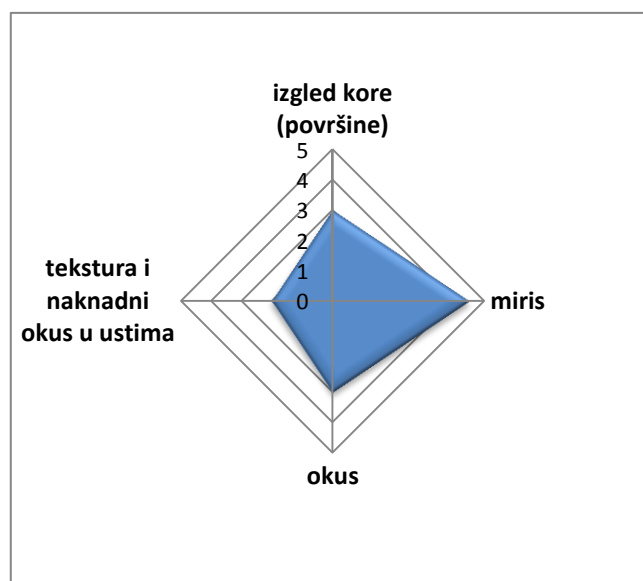 izgled kore
(površine)
5
4
3
2
1
0
tekstura i
naknadni
okus u ustima
miris
okus